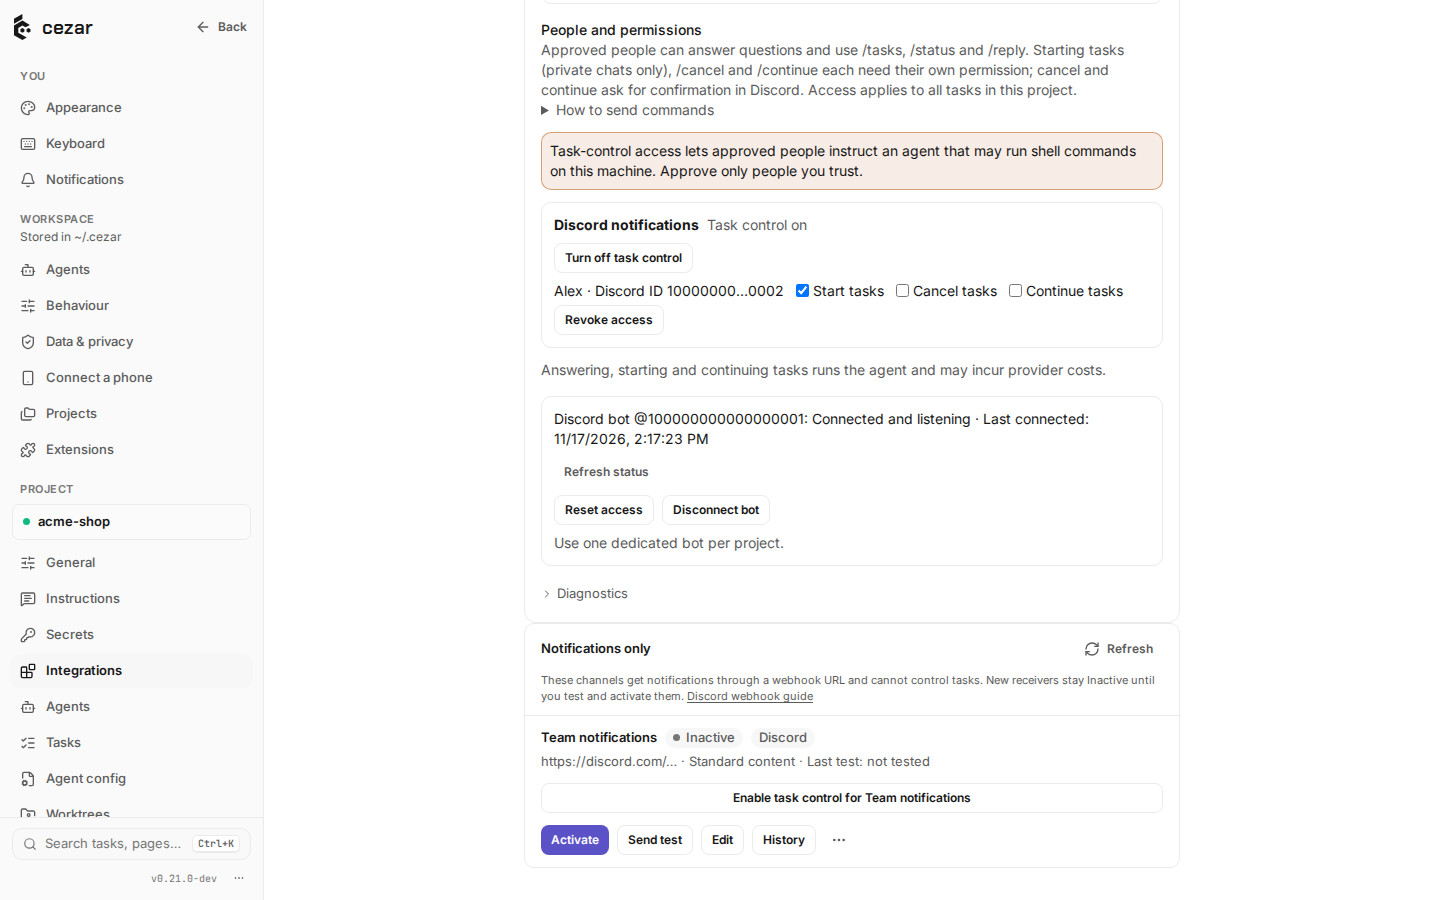 cezar
Back
YOU
Appearance
Keyboard
Notifications
WORKSPACE
Stored in ~/.cezar
Agents
Behaviour
Data & privacy
Connect a phone
Projects
Extensions
PROJECT
acme-shop
General
Instructions
Secrets
Integrations
Agents
Tasks
Agent config
Worktrees
Search tasks, pages... Ctrl+K
v0.21.0-dev ...
People and permissions
Approved people can answer questions and use /tasks, /status and /reply. Starting tasks
(private chats only), /cancel and /continue each need their own permission; cancel and
continue ask for confirmation in Discord. Access applies to all tasks in this project.
How to send commands
Task-control access lets approved people instruct an agent that may run shell commands
on this machine. Approve only people you trust.
Discord notifications Task control on
Turn off task control
Alex · Discord ID 10000000…0002 Start tasks Cancel tasks Continue tasks
Revoke access
Answering, starting and continuing tasks runs the agent and may incur provider costs.
Discord bot @100000000000000001: Connected and listening · Last connected:
11/17/2026, 2:17:23 PM
Refresh status
Reset access Disconnect bot
Use one dedicated bot per project.
Diagnostics
Notifications only Refresh
These channels get notifications through a webhook URL and cannot control tasks. New receivers stay Inactive until
you test and activate them. Discord webhook guide
Team notifications Inactive Discord
https://discord.com/… · Standard content · Last test: not tested
Enable task control for Team notifications
Activate Send test Edit History ...